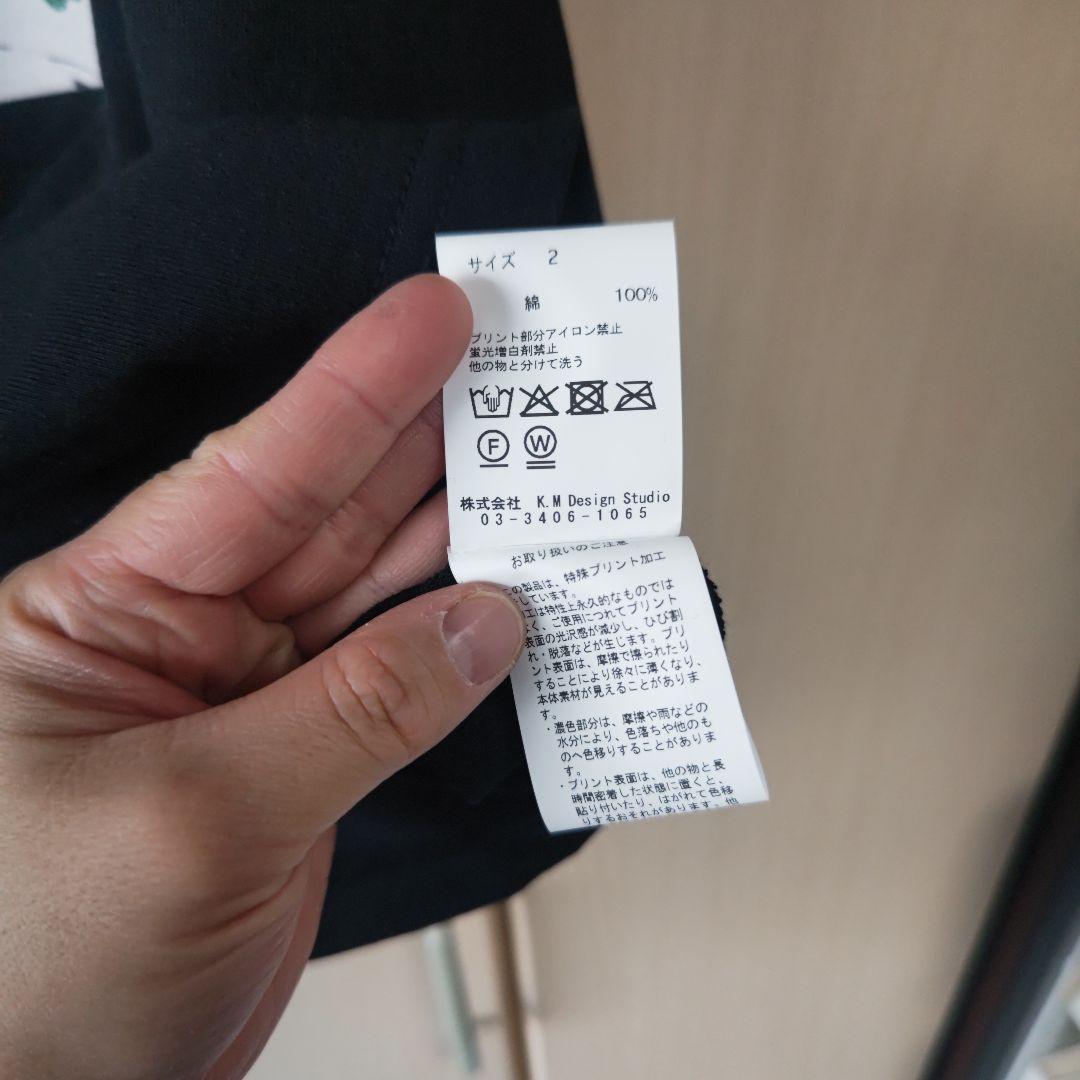 サイズ 2
綿 100%
プリント部分アイロン禁止
蛍光増白剤禁止
他の物と分けて洗う
F W
株式会社 K.M Design Studio
03-3406-1065
お取り扱いのご注意
の製品は、特殊プリント加工
しています。
工は特性上永久的なものでは
く、ご使用につれてプリント
表面の光沢感が減少し、ひび割
れ・脱落などが生じます。プリ
ント表面は、摩擦で擦られたり
することにより徐々に薄くなり、
本体素材が見えることがありま
す。
・濃色部分は、摩擦や雨などの
水分により、色落ちや他のも
のへ色移りすることがありま
す。
・プリント表面は、他の物と長
時間密着した状態に置くと、
貼り付いたり、はがれて色移
りするおそれがあります。他